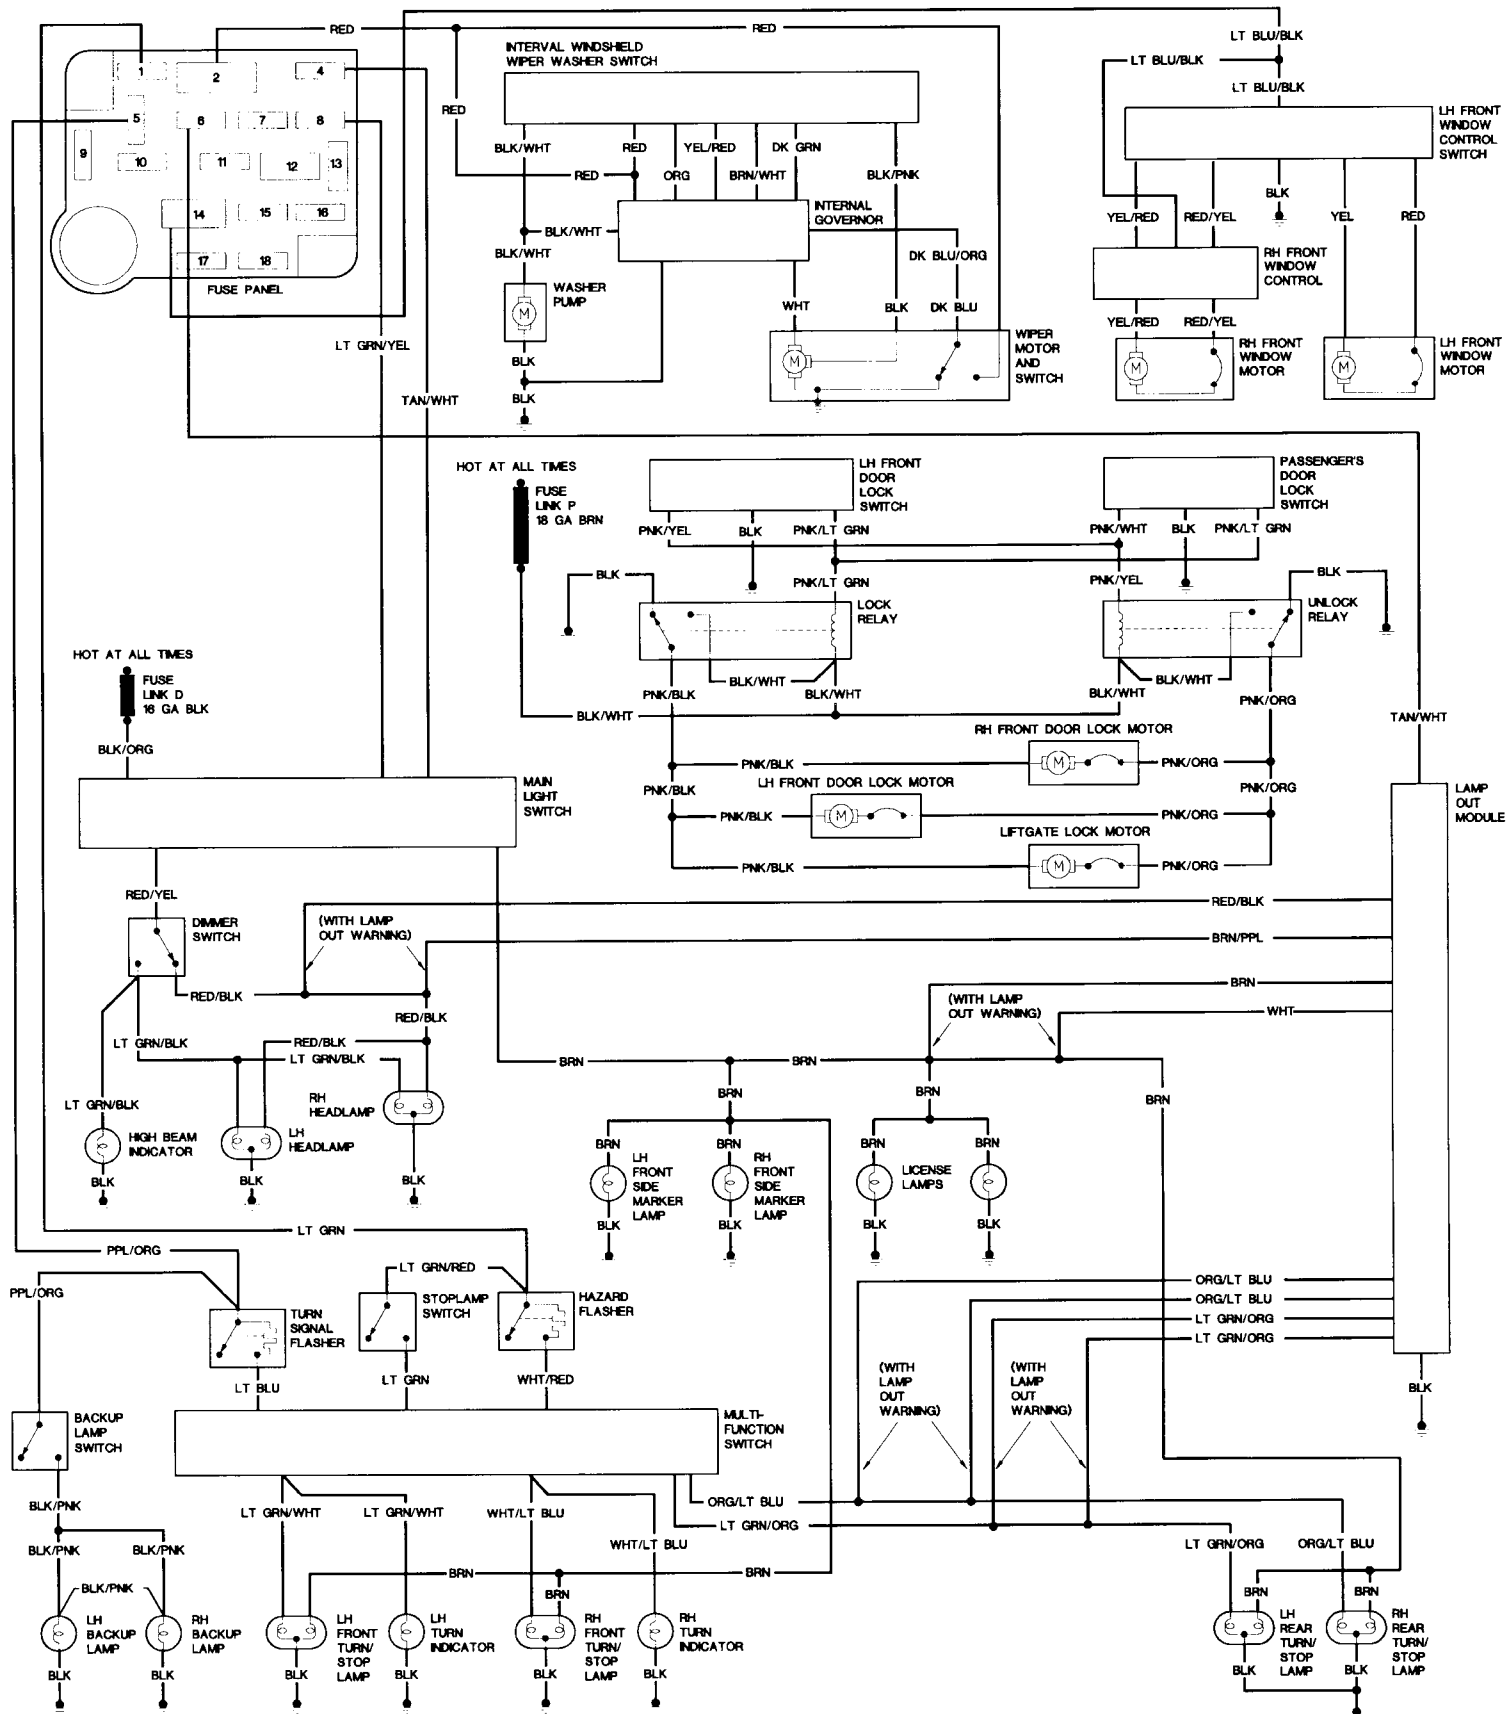 RED
RED
INTERVAL WINDSHIELD
WIPER WASHER SWITCH
LT BLU/BLK
LT BLU/BLK
LT BLU/BLK
1
2
4
5
6
7
8
9
10
11
12
13
14
15
16
17
18
FUSE PANEL
RED
BLK/WHT
RED
YEL/RED
DK GRN
RED
ORG
BRN/WHT
BLK/PNK
LH FRONT
WINDOW
CONTROL
SWITCH
BLK
INTERNAL
GOVERNOR
YEL/RED
RED/YEL
YEL
RED
BLK/WHT
BLK/WHT
DK BLU/ORG
RH FRONT
WINDOW
CONTROL
WASHER
PUMP
M
WHT
BLK
DK BLU
YEL/RED
RED/YEL
WIPER
MOTOR
AND
SWITCH
M
RH FRONT
WINDOW
MOTOR
M
LH FRONT
WINDOW
MOTOR
M
LT GRN/YEL
BLK
BLK
TAN/WHT
HOT AT ALL TIMES
FUSE
LINK P
18 GA BRN
LH FRONT
DOOR
LOCK
SWITCH
PASSENGER'S
DOOR
LOCK
SWITCH
PNK/YEL
BLK
PNK/LT GRN
PNK/WHT
BLK
PNK/LT GRN
BLK
PNK/LT GRN
PNK/YEL
BLK
LOCK
RELAY
UNLOCK
RELAY
HOT AT ALL TIMES
FUSE
LINK D
16 GA BLK
BLK/WHT
BLK/WHT
PNK/BLK
BLK/WHT
BLK/WHT
PNK/ORG
BLK/WHT
TAN/WHT
RH FRONT DOOR LOCK MOTOR
BLK/ORG
PNK/BLK
M
PNK/ORG
MAIN
LIGHT
SWITCH
PNK/BLK
LH FRONT DOOR LOCK MOTOR
PNK/ORG
LAMP
OUT
MODULE
PNK/BLK
M
PNK/ORG
LIFTGATE LOCK MOTOR
PNK/BLK
M
PNK/ORG
RED/YEL
RED/BLK
DIMMER
SWITCH
(WITH LAMP
OUT WARNING)
BRN/PPL
RED/BLK
BRN
(WITH LAMP
OUT WARNING)
WHT
RED/BLK
LT GRN/BLK
RED/BLK
LT GRN/BLK
BRN
BRN
BRN
BRN
BRN
BRN
LT GRN/BLK
RH
HEADLAMP
HIGH BEAM
INDICATOR
LH
HEADLAMP
BLK
BLK
BLK
BRN
BRN
BRN
BRN
LH
FRONT
SIDE
MARKER
LAMP
RH
FRONT
SIDE
MARKER
LAMP
LICENSE
LAMPS
BLK
BLK
BLK
BLK
LT GRN
PPL/ORG
PPL/ORG
LT GRN/RED
ORG/LT BLU
ORG/LT BLU
LT GRN/ORG
LT GRN/ORG
TURN
SIGNAL
FLASHER
STOPLAMP
SWITCH
HAZARD
FLASHER
LT BLU
LT GRN
WHT/RED
(WITH
LAMP
OUT
WARNING)
(WITH
LAMP
OUT
WARNING)
BLK
BACKUP
LAMP
SWITCH
MULTI-
FUNCTION
SWITCH
BLK/PNK
LT GRN/WHT
LT GRN/WHT
WHT/LT BLU
ORG/LT BLU
LT GRN/ORG
WHT/LT BLU
LT GRN/ORG
ORG/LT BLU
BLK/PNK
BLK/PNK
BLK/PNK
BRN
BRN
BRN
BRN
BRN
LH
BACKUP
LAMP
RH
BACKUP
LAMP
LH
FRONT
TURN/
STOP
LAMP
LH
TURN
INDICATOR
RH
FRONT
TURN/
STOP
LAMP
RH
TURN
INDICATOR
LH
REAR
TURN/
STOP
LAMP
RH
REAR
TURN/
STOP
LAMP
BLK
BLK
BLK
BLK
BLK
BLK
BLK
BLK